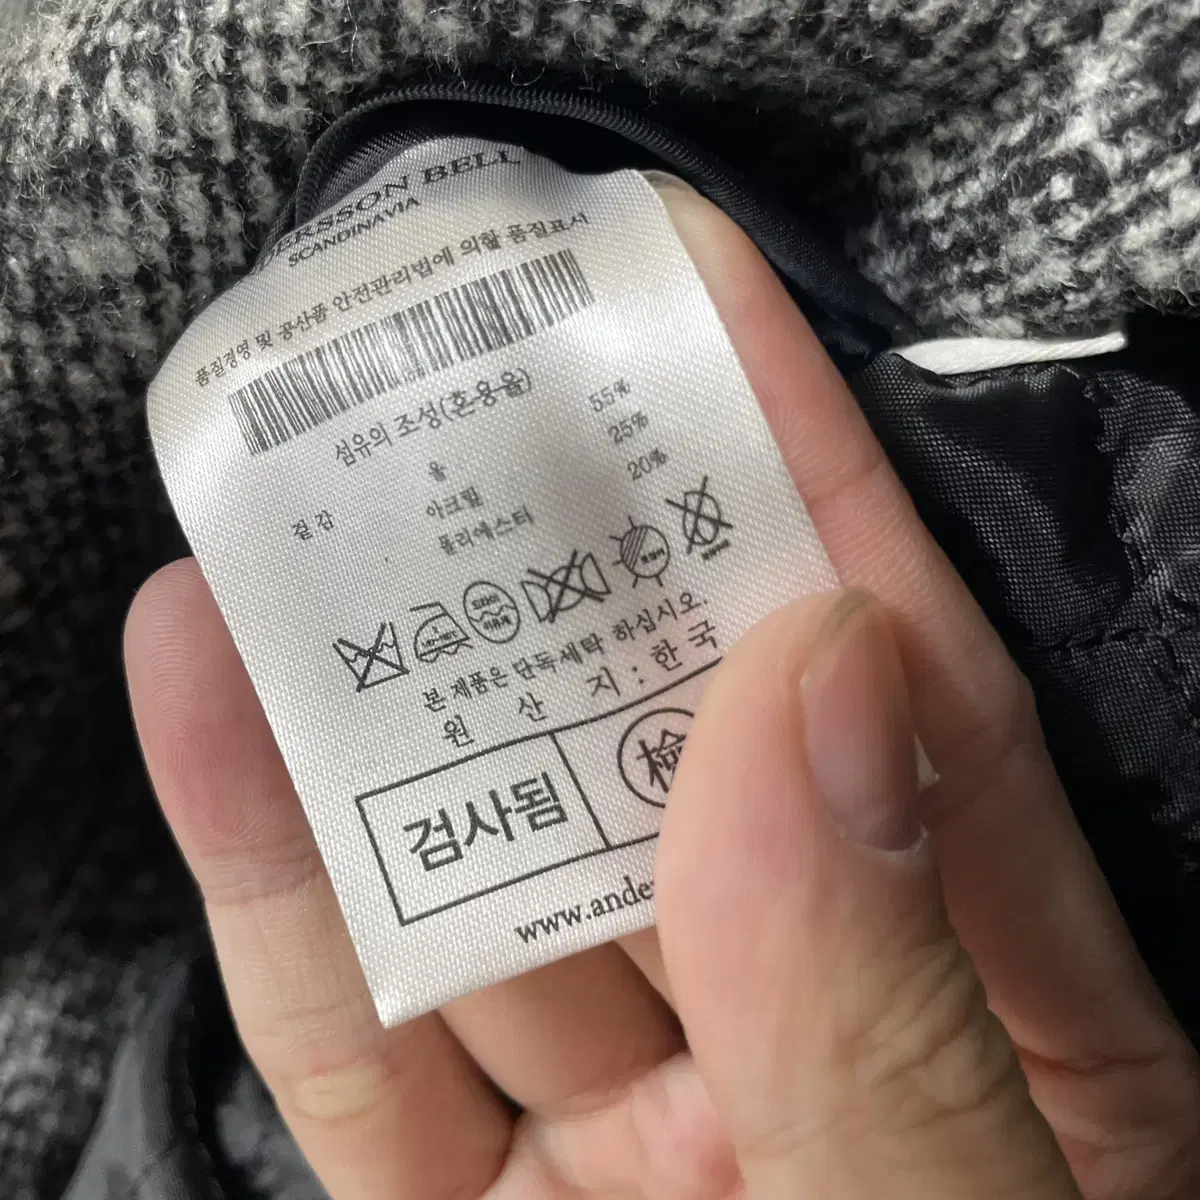 DERSSON BELL
SCANDINAVIA
품질경영 및 공산품 안전관리법에 의할 품질표시
섬유의 조성(혼용율)
겉감 울 55%
아크릴 25%
폴리에스터 20%
본 제품은 단독세탁 하십시오.
원 산 지 : 한국
검사됨 檢
www.ander